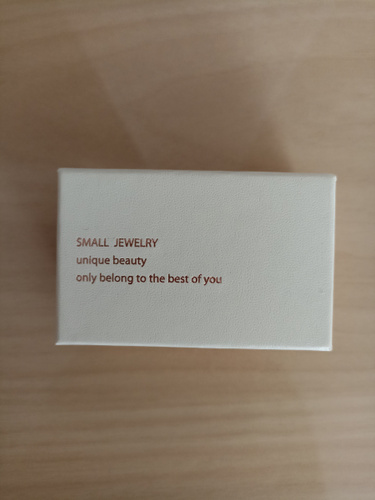 SMALL JEWELRY
unique beauty
only belong to the best of you